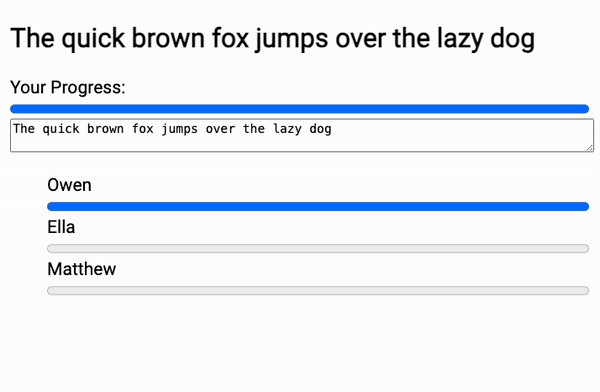 The quick brown fox jumps over the lazy dog
Your Progress:
The quick brown fox jumps over the lazy dog
Owen
Ella
Matthew